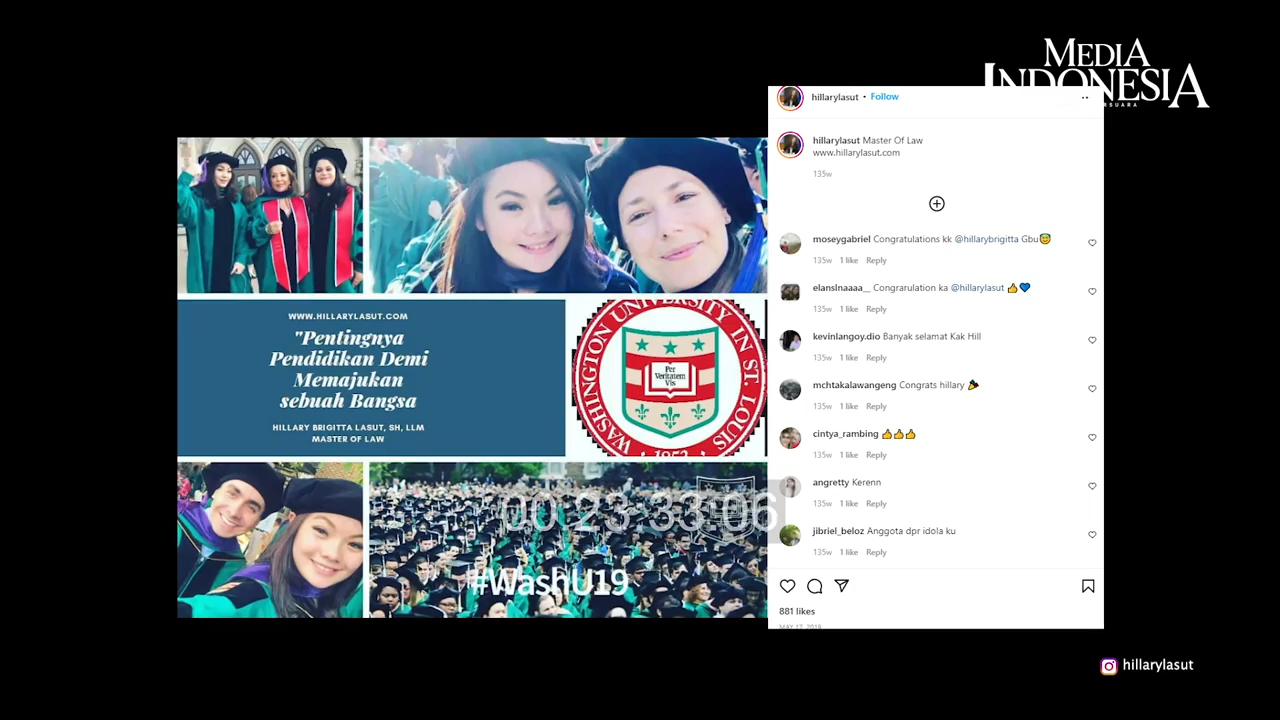 MEDIA
INDONESIA
WWW.HILLARYLASUT.COM
"Pentingnya
Pendidikan Demi
Memajukan
sebuah Bangsa
HILLARY BRIGITTA LASUT, SH, LLM
MASTER OF LAW
WASHINGTON UNIVERSITY IN ST. LOUIS
Per
Veritatem
Vis
· 1853 ·
00:23:33:06
#WashU19
hillarylasut • Follow
hillarylasut Master Of Law
www.hillarylasut.com
135w
moseygabriel Congratulations kk @hillarybrigitta Gbu😇
135w 1 like Reply
elanslnaaaa__ Congrarulation ka @hillarylasut 👍💙
135w 1 like Reply
kevinlangoy.dio Banyak selamat Kak Hill
135w 1 like Reply
mchtakalawangeng Congrats hillary 🎉
135w 1 like Reply
cintya_rambing 👍👍👍
135w 1 like Reply
angretty Kerenn
135w 1 like Reply
jibriel_beloz Anggota dpr idola ku
135w 1 like Reply
881 likes
MAY 17, 2019
hillarylasut